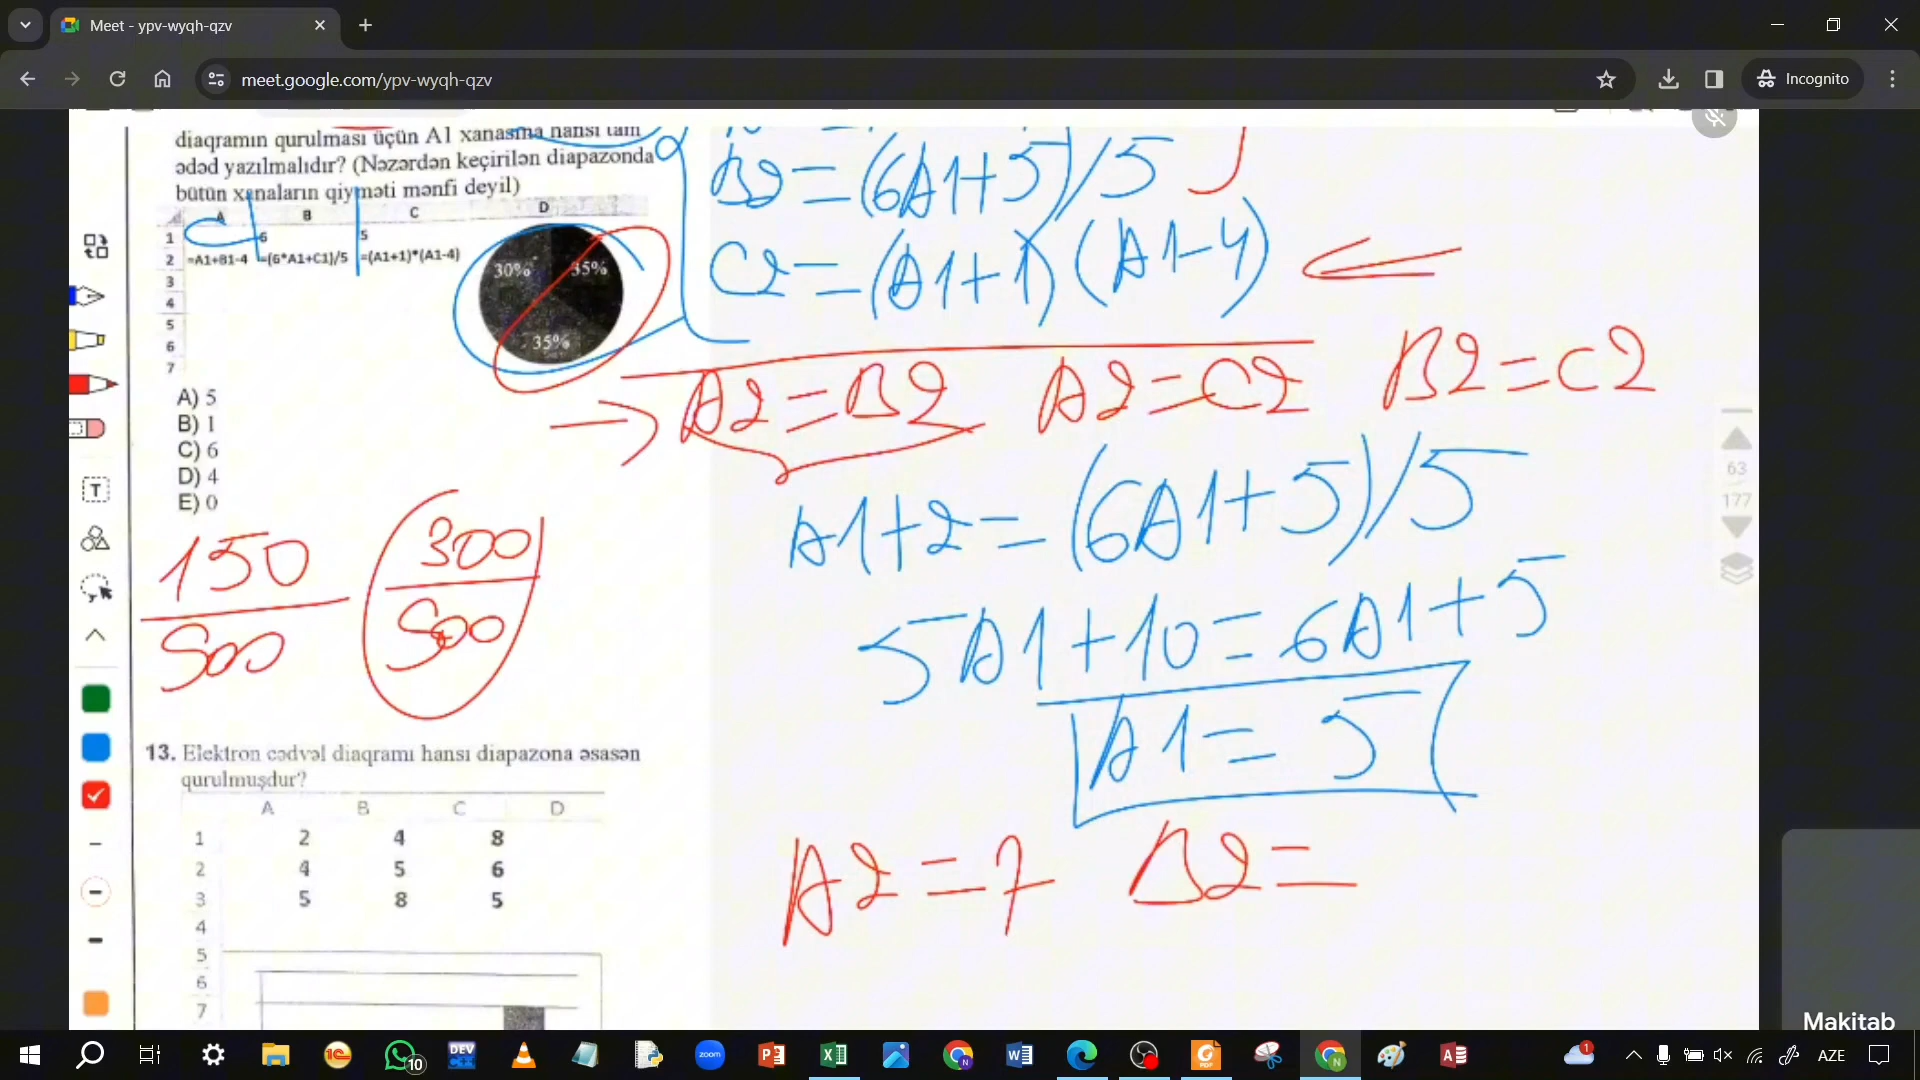 Meet - ypv-wyqh-qzv
meet.google.com/ypv-wyqh-qzv
Incognito
diaqramın qurulması üçün A1 xanasına hansı tam
ədəd yazılmalıdır? (Nəzərdən keçirilən diapazonda
bütün xanaların qiyməti mənfi deyil)
A B C D
1 6 5
2 =A1+B1-4 =(6*A1+C1)/5 =(A1+1)*(A1-4)
3
4
5
6
7
30% 35%
35%
A) 5
B) 1
C) 6
D) 4
E) 0
150
500
300
500
13. Elektron cədvəl diaqramı hansı diapazona əsasən
qurulmuşdur?
A B C D
1 2 4 8
2 4 5 6
3 5 8 5
4
5
6
7
B2=(6A1+5)/5
C2=(A1+1)(A1-4)
A2=B2 A2=C2 B2=C2
A1+2=(6A1+5)/5
5A1+10=6A1+5
A1=5
A2=7 B2=
63
177
Makitab
10
DEV
C++
zoom
1
AZE